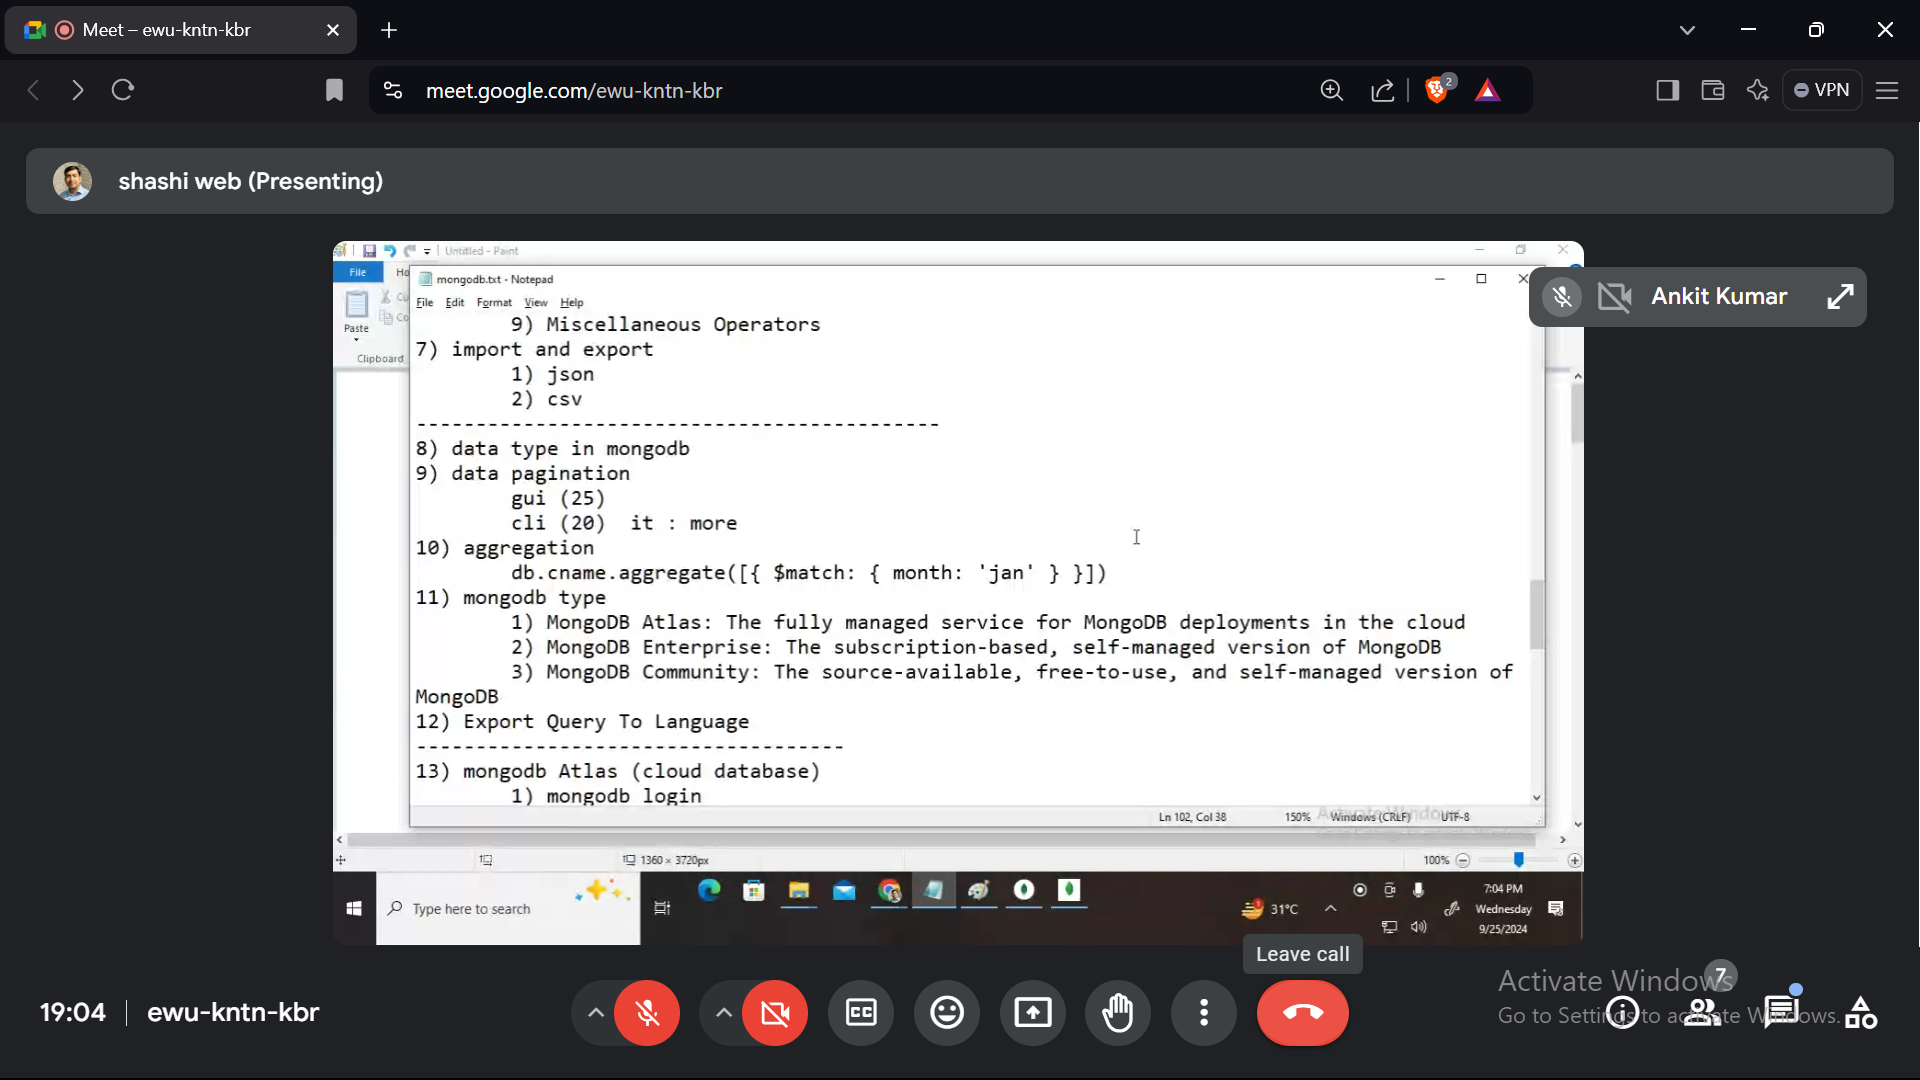 Meet – ewu-kntn-kbr
meet.google.com/ewu-kntn-kbr
2
VPN
shashi web (Presenting)
Untitled - Paint
File
Ho
mongodb.txt - Notepad
Ankit Kumar
File Edit Format View Help
Paste
Cu
Co
Clipboard
9) Miscellaneous Operators
7) import and export
1) json
2) csv
--------------------------------------------
8) data type in mongodb
9) data pagination
gui (25)
cli (20) it : more
10) aggregation
db.cname.aggregate([{ $match: { month: 'jan' } }])
11) mongodb type
1) MongoDB Atlas: The fully managed service for MongoDB deployments in the cloud
2) MongoDB Enterprise: The subscription-based, self-managed version of MongoDB
3) MongoDB Community: The source-available, free-to-use, and self-managed version of
MongoDB
12) Export Query To Language
------------------------------------
13) mongodb Atlas (cloud database)
1) mongodb login
Ln 102, Col 38
150%
Windows (CRLF)
UTF-8
Activate Windows
1360 × 3720px
100%
Type here to search
31°C
7:04 PM
Wednesday
9/25/2024
Leave call
19:04
ewu-kntn-kbr
CC
7
Activate Windows
Go to Settings to activate Windows.